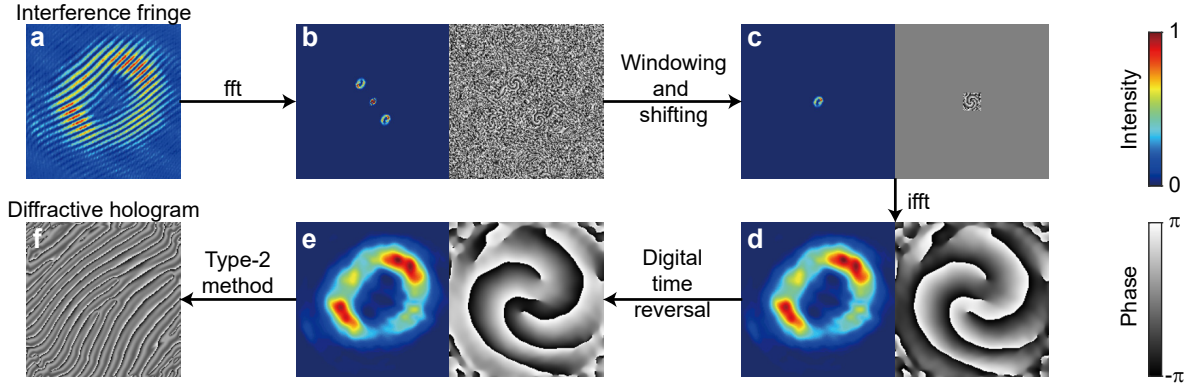 Interference fringe
a
fft
b
Windowing
and
shifting
c
1
Intensity
0
ifft
Diffractive hologram
f
Type-2
method
e
Digital
time
reversal
d
π
Phase
-π